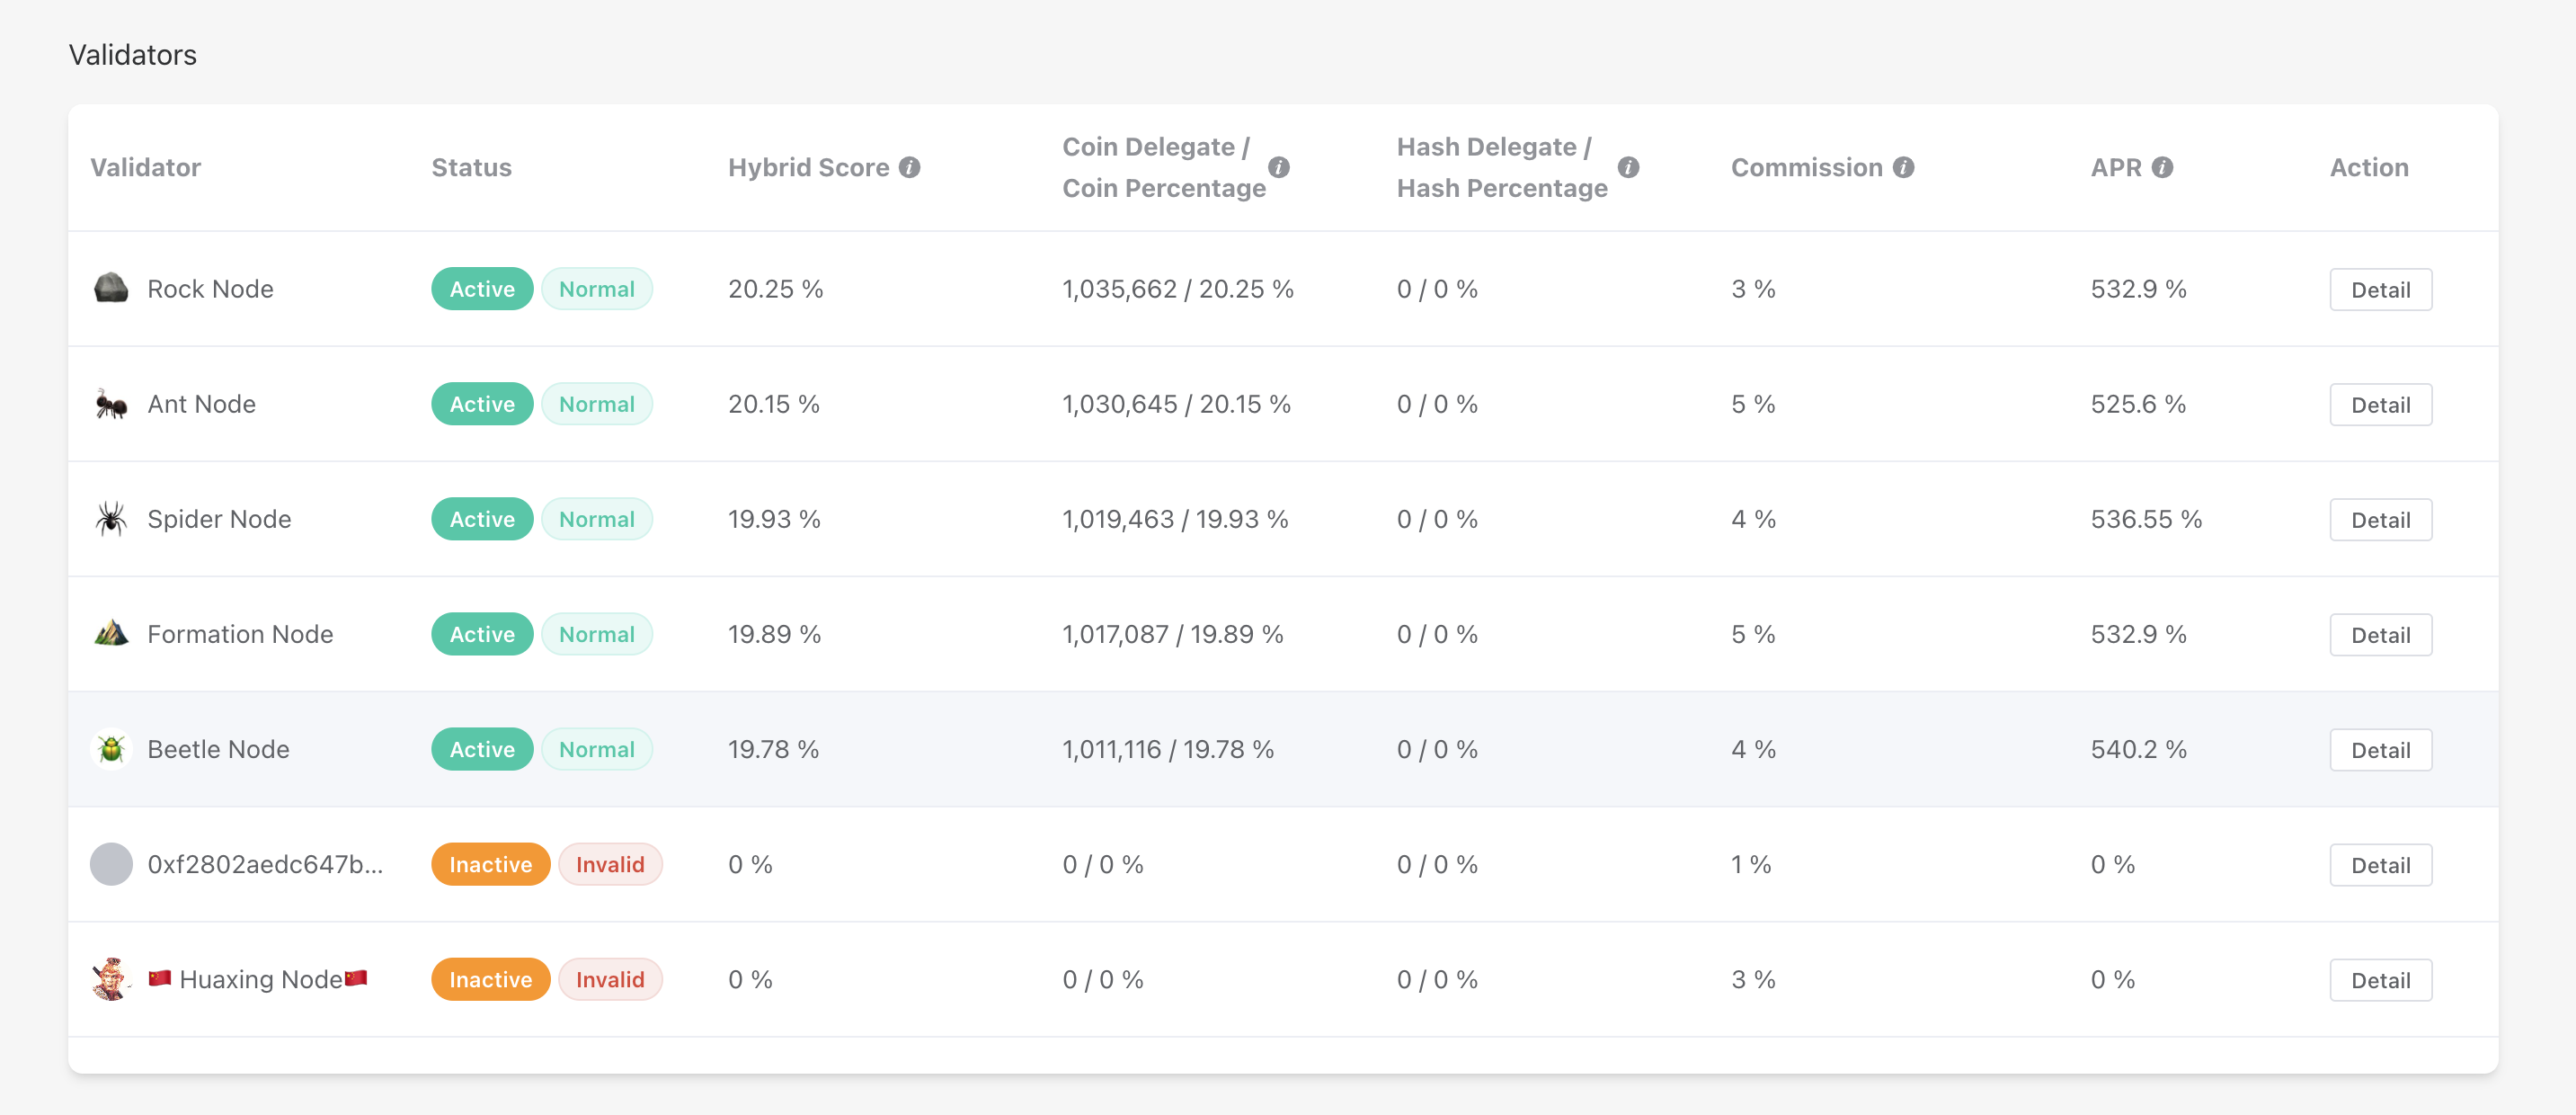 Validators
Validator Status Hybrid Score Coin Delegate / Coin Percentage Hash Delegate / Hash Percentage Commission APR Action
Rock Node Active Normal 20.25 % 1,035,662 / 20.25 % 0 / 0 % 3 % 532.9 % Detail
Ant Node Active Normal 20.15 % 1,030,645 / 20.15 % 0 / 0 % 5 % 525.6 % Detail
Spider Node Active Normal 19.93 % 1,019,463 / 19.93 % 0 / 0 % 4 % 536.55 % Detail
Formation Node Active Normal 19.89 % 1,017,087 / 19.89 % 0 / 0 % 5 % 532.9 % Detail
Beetle Node Active Normal 19.78 % 1,011,116 / 19.78 % 0 / 0 % 4 % 540.2 % Detail
0xf2802aedc647b... Inactive Invalid 0 % 0 / 0 % 0 / 0 % 1 % 0 % Detail
🇨🇳 Huaxing Node🇨🇳 Inactive Invalid 0 % 0 / 0 % 0 / 0 % 3 % 0 % Detail